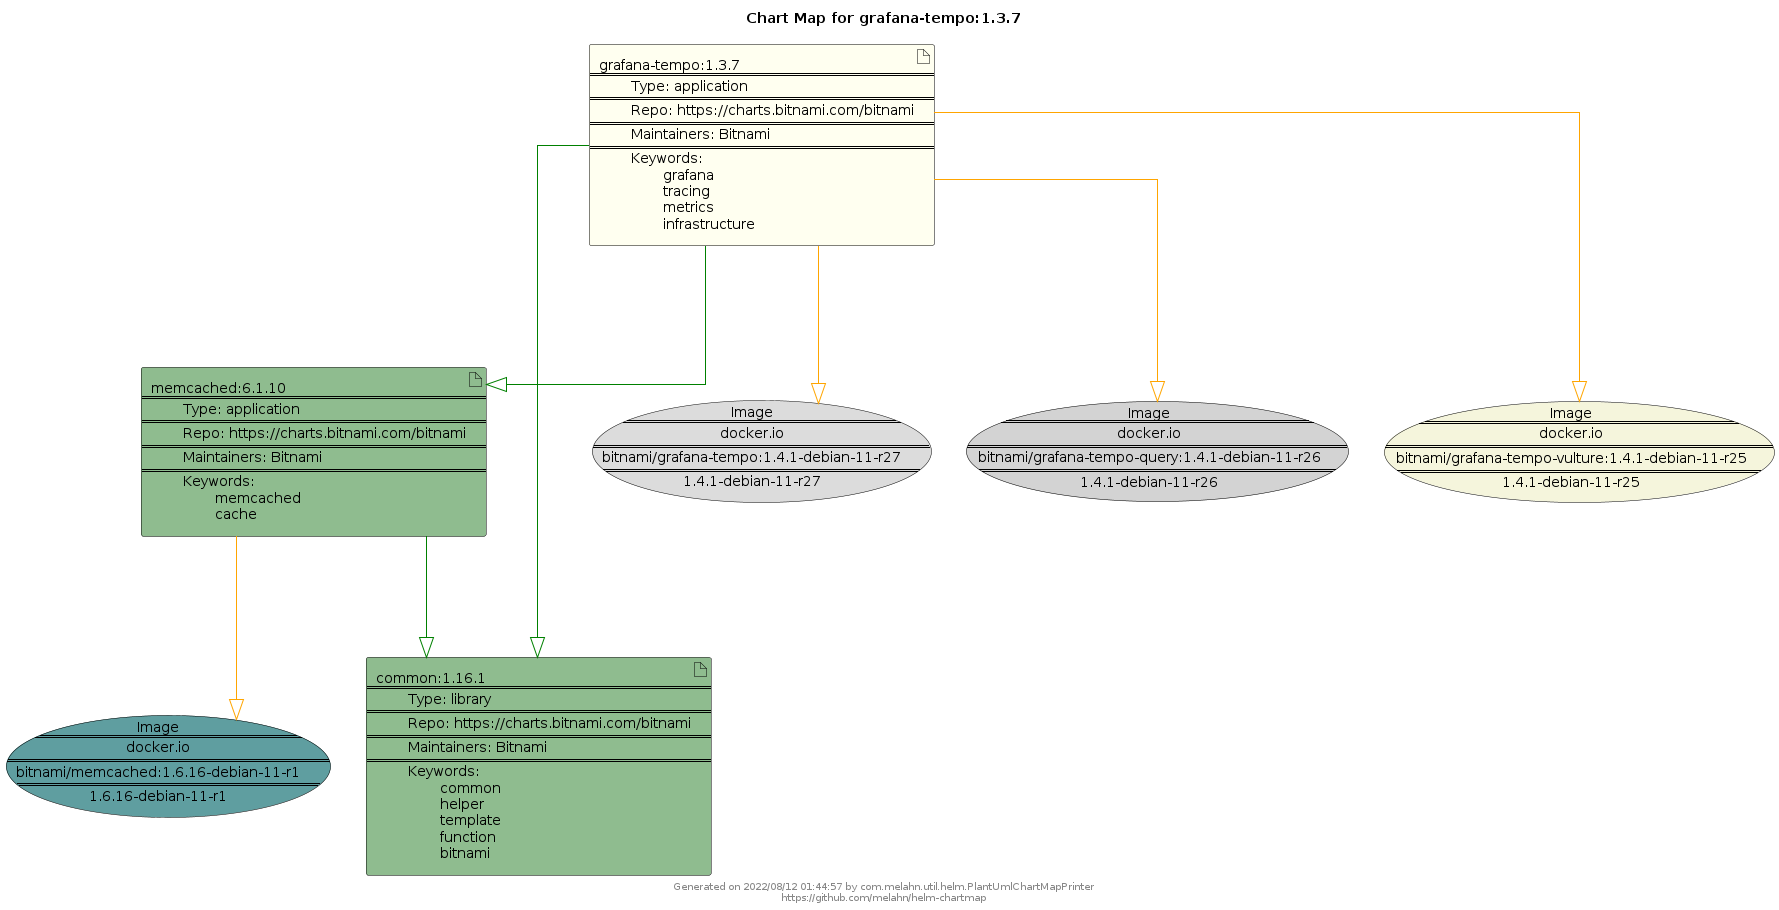 Chart Map for grafana-tempo:1.3.7
grafana-tempo:1.3.7
Type: application
Repo: https://charts.bitnami.com/bitnami
Maintainers: Bitnami
Keywords:
grafana
tracing
metrics
infrastructure
memcached:6.1.10
Type: application
Repo: https://charts.bitnami.com/bitnami
Maintainers: Bitnami
Keywords:
memcached
cache
Image
docker.io
bitnami/grafana-tempo:1.4.1-debian-11-r27
1.4.1-debian-11-r27
Image
docker.io
bitnami/grafana-tempo-query:1.4.1-debian-11-r26
1.4.1-debian-11-r26
Image
docker.io
bitnami/grafana-tempo-vulture:1.4.1-debian-11-r25
1.4.1-debian-11-r25
Image
docker.io
bitnami/memcached:1.6.16-debian-11-r1
1.6.16-debian-11-r1
common:1.16.1
Type: library
Repo: https://charts.bitnami.com/bitnami
Maintainers: Bitnami
Keywords:
common
helper
template
function
bitnami
Generated on 2022/08/12 01:44:57 by com.melahn.util.helm.PlantUmlChartMapPrinter
https://github.com/melahn/helm-chartmap